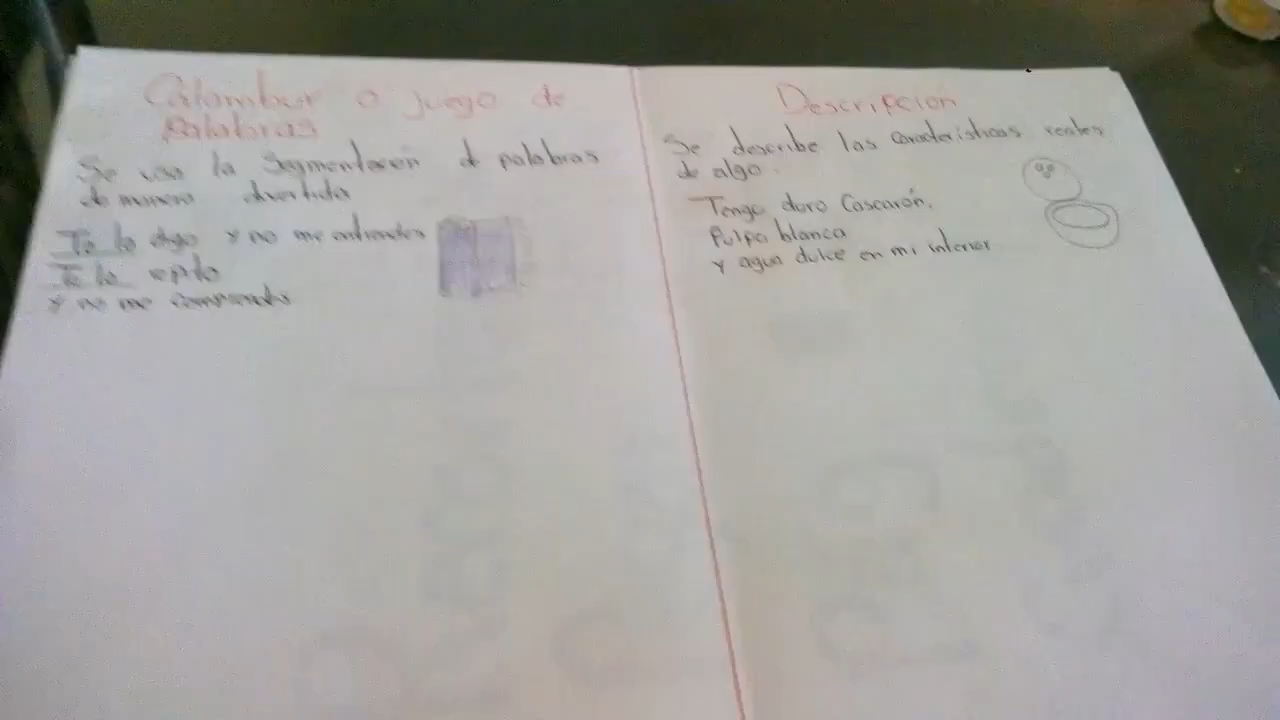 Calambur o juego de
palabras
Se usa la segmentación de palabras
de manera divertida
Te la digo y no me entiendes
Te la repito
y no me comprendes
Descripción
Se describe las características reales
de algo.
Tengo duro Cascarón,
Pulpa blanca
y agua dulce en mi interior